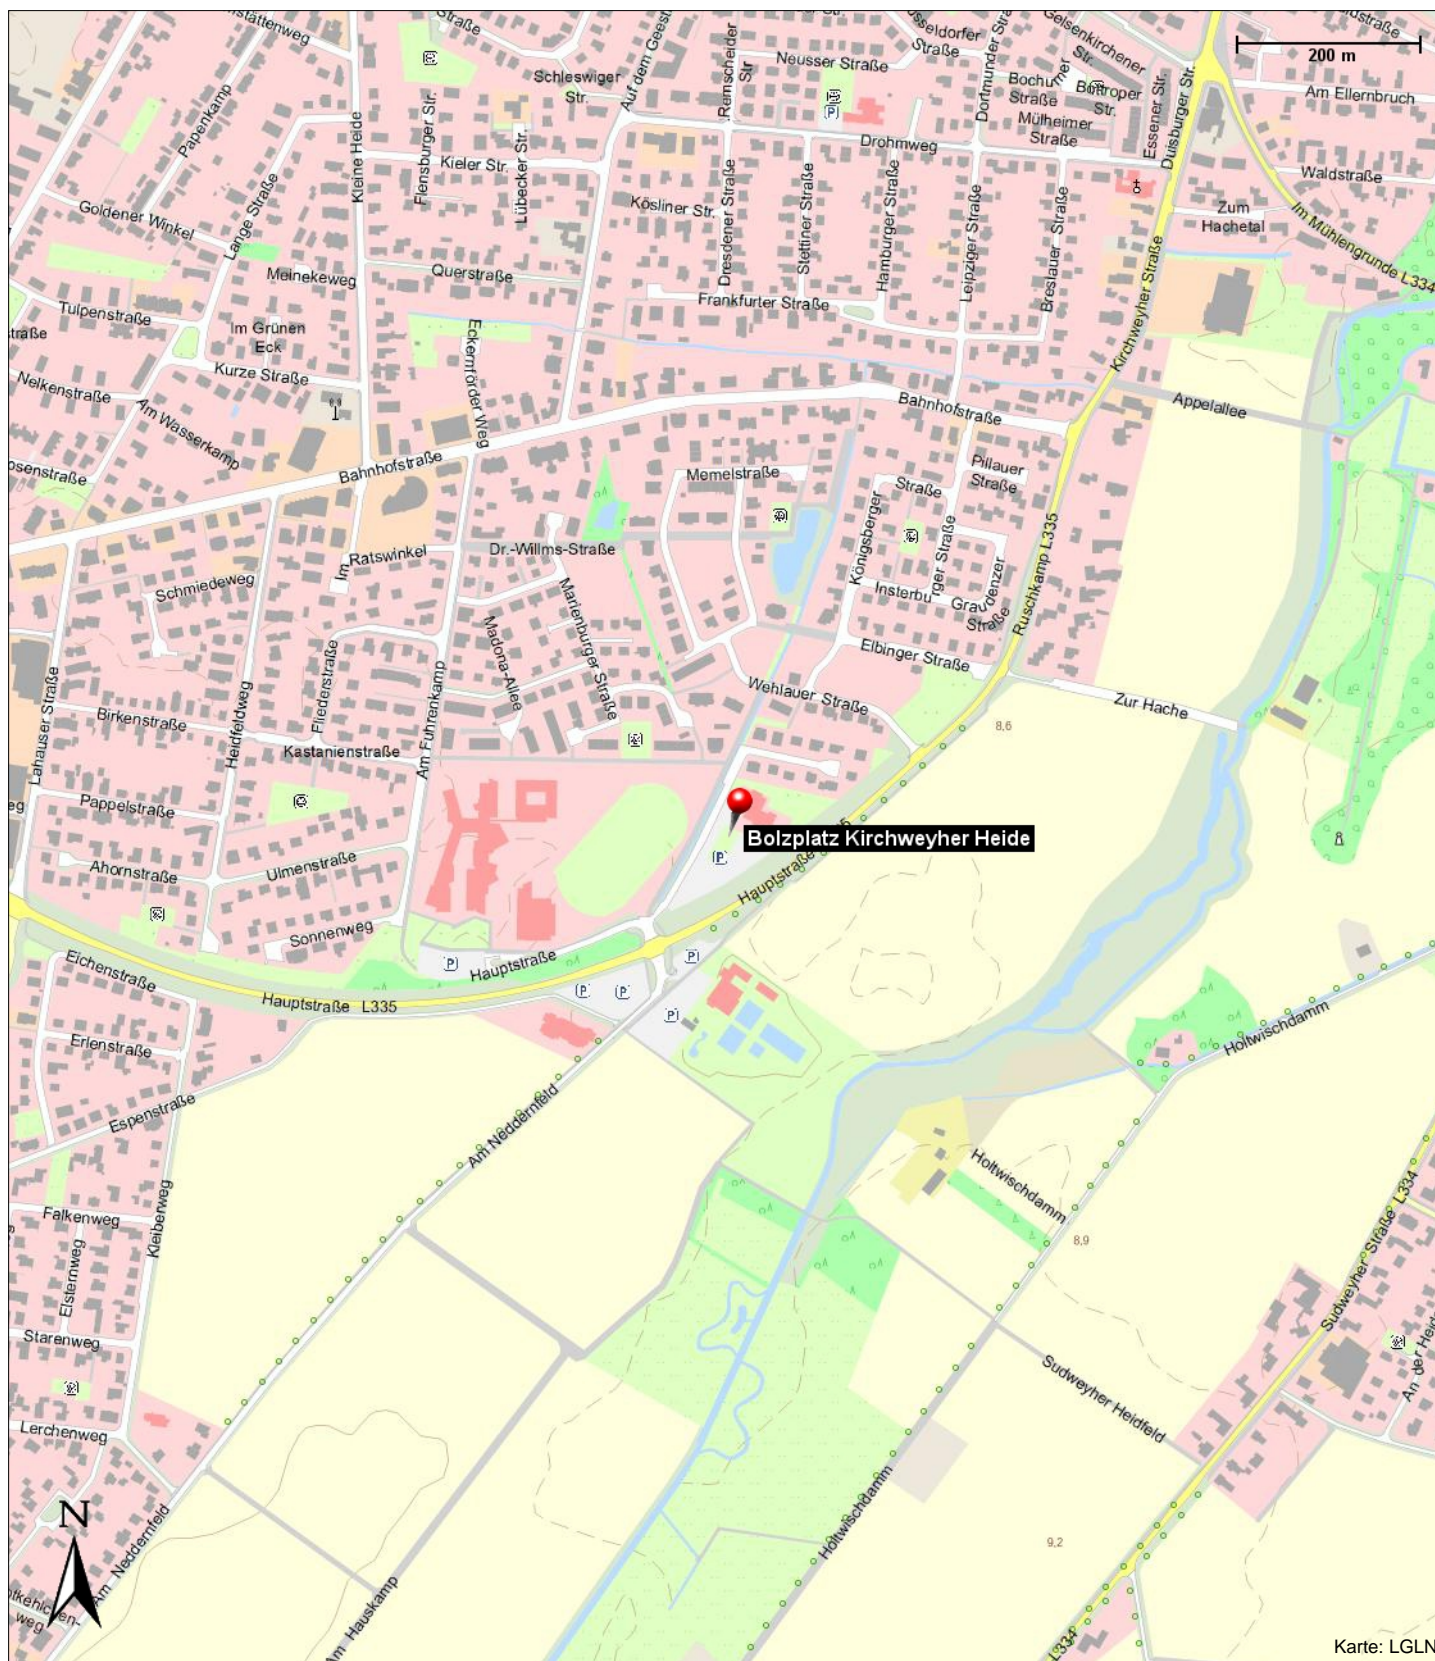 200 m
Schleswiger
Str.
Auf dem Geest
Remscheider
Str
Neusser Straße
Düsseldorfer
Straße
Dortmunder Straße
Gelsenkirchener
Str.
Bochumer
Straße
Bottroper
Str.
Mülheimer
Straße
Essener Str.
Duisburger Str.
Am Ellernbruch
Waldstraße
Papenkamp
Kleine Heide
Flensburger Str.
Kieler Str.
Lübecker Str.
Drohmweg
Goldener Winkel
Lange Straße
Kösliner Str.
Dresdener Straße
Stettiner Straße
Hamburger Straße
Leipziger Straße
Breslauer Straße
Kirchweyher Straße
Zum
Hachetal
Im Mühlengrunde L334
Meinekeweg
Querstraße
Frankfurter Straße
Tulpenstraße
Im Grünen
Eck
Eckernförder Weg
Kurze Straße
Nelkenstraße
8,9
Am Wasserkamp
osenstraße
Bahnhofstraße
Bahnhofstraße
Appelallee
Memelstraße
Pillauer
Straße
Königsberger
Straße
Im Ratswinkel
Dr.-Willms-Straße
Schmiedeweg
Marienburger Straße
Madona-Allee
Insterburger Straße
Graudenzer
Straße
Ruschkamp L335
Elbinger Straße
Wehlauer Straße
Zur Hache
8,6
Lahauser Straße
Birkenstraße
Heidfeldweg
Fliederstraße
Kastanienstraße
Am Fuhrenkamp
Pappelstraße
Ahornstraße
Ulmenstraße
Bolzplatz Kirchweyher Heide
Hauptstraße
Sonnenweg
Hauptstraße
Hauptstraße L335
Eichenstraße
Erlenstraße
Espenstraße
Am Neddernfeld
Holtwischdamm
Holtwischdamm
8,9
Falkenweg
Kleiberweg
Elsternweg
Starenweg
Lerchenweg
Sudweyher Straße L334
Sudweyher Heidfeld
An der Heid
Holtwischdamm
9,2
N
Am Neddernfeld
Am Hauskamp
L334
Karte: LGLN